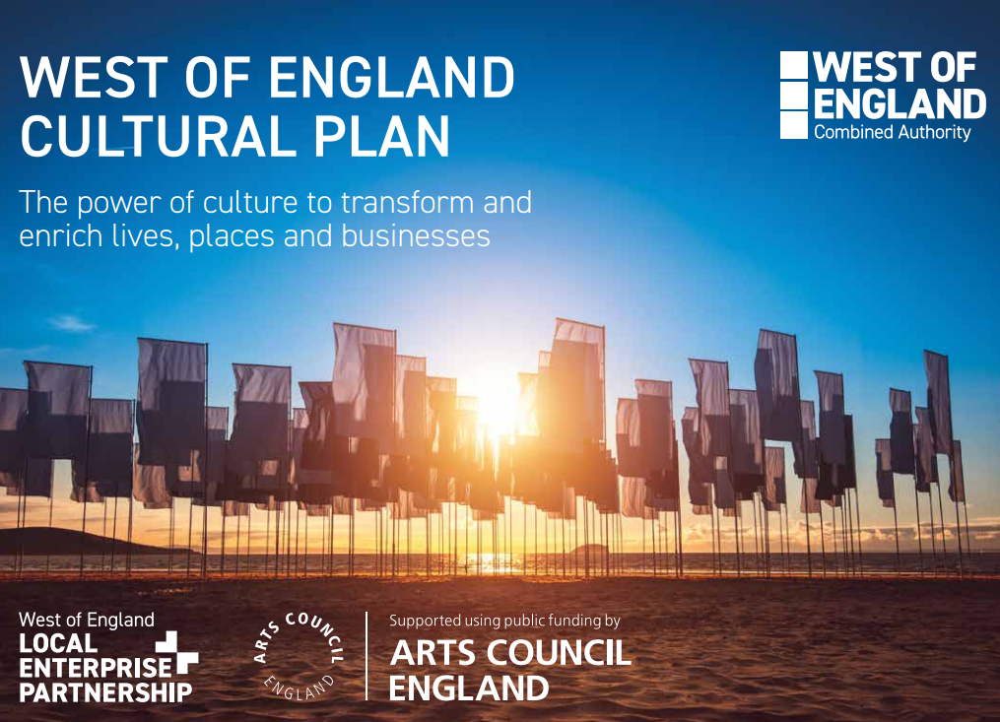 WEST OF ENGLAND
CULTURAL PLAN
The power of culture to transform and
enrich lives, places and businesses
WEST OF
ENGLAND
Combined Authority
West of England
LOCAL
ENTERPRISE
PARTNERSHIP
ARTS COUNCIL
ENGLAND
Supported using public funding by
ARTS COUNCIL
ENGLAND